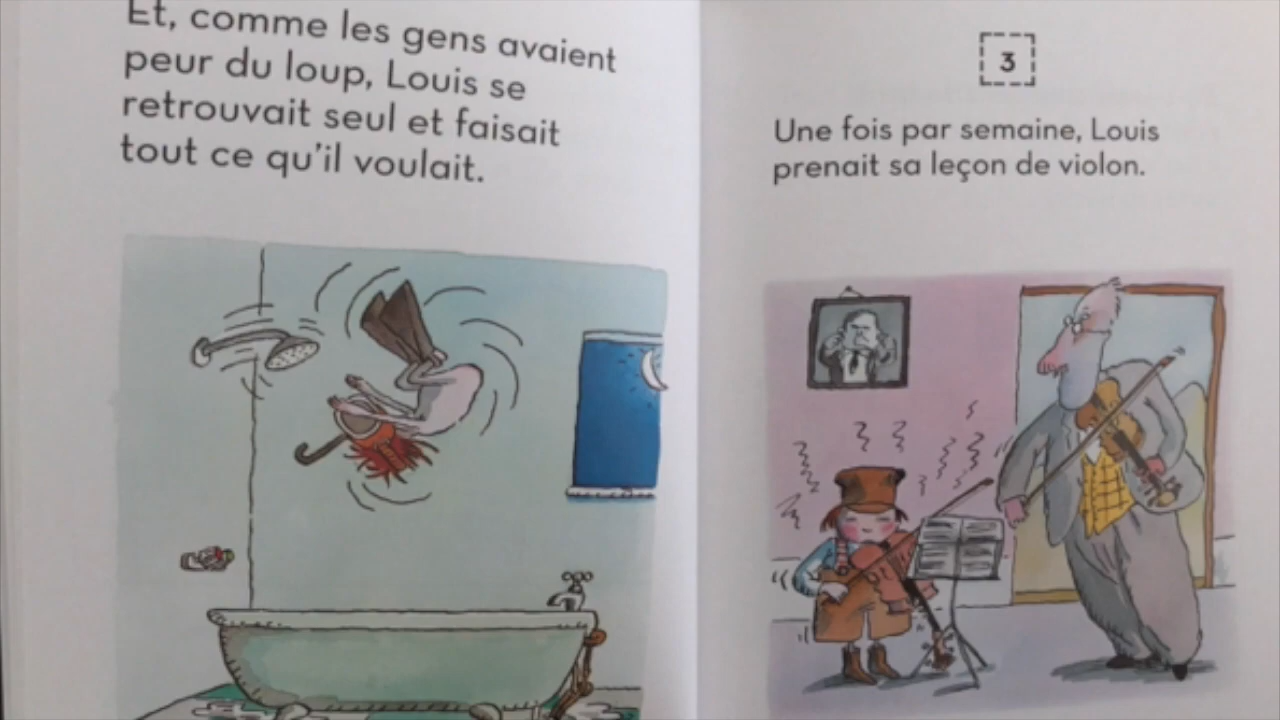 Et, comme les gens avaient
peur du loup, Louis se
retrouvait seul et faisait
tout ce qu'il voulait.
3
Une fois par semaine, Louis
prenait sa leçon de violon.